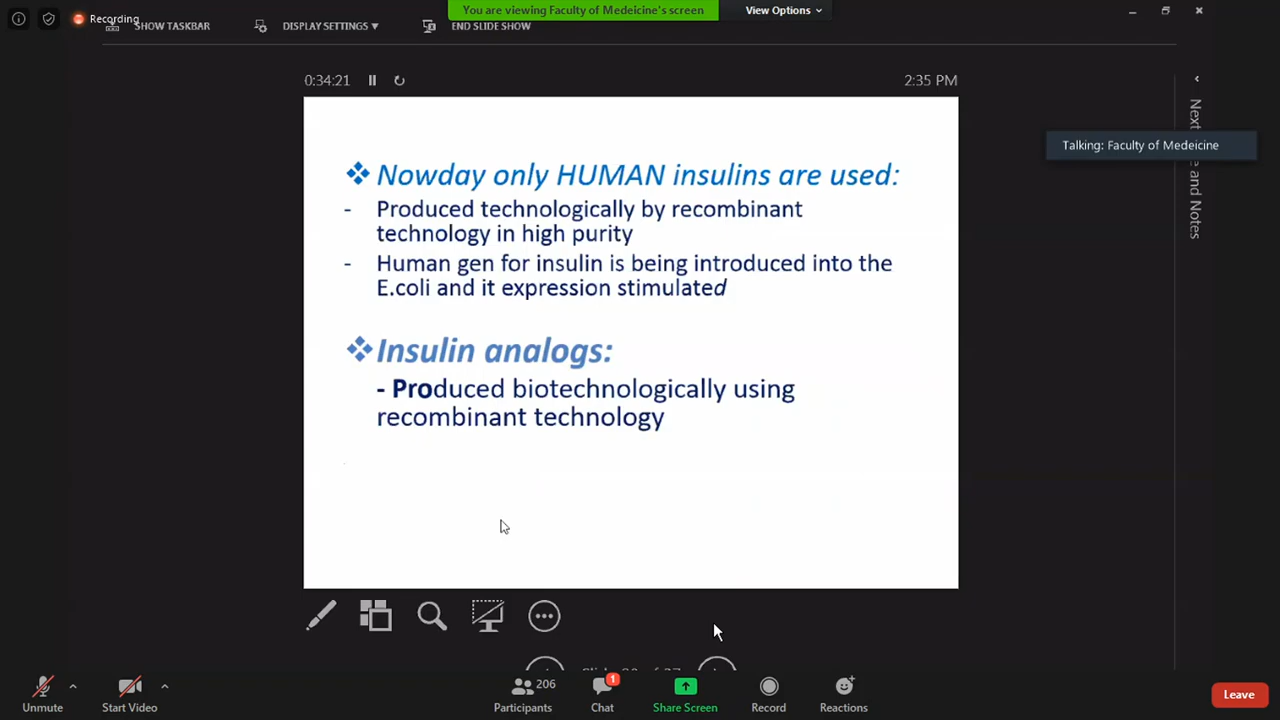 Recording
SHOW TASKBAR
DISPLAY SETTINGS ▾
END SLIDE SHOW
You are viewing Faculty of Medeicine's screen
View Options
0:34:21
2:35 PM
Talking: Faculty of Medeicine
Next
e and Notes
❖ Nowday only HUMAN insulins are used:
- Produced technologically by recombinant
technology in high purity
- Human gen for insulin is being introduced into the
E.coli and it expression stimulated
❖ Insulin analogs:
- Produced biotechnologically using
recombinant technology
Unmute
Start Video
206
Participants
1
Chat
Share Screen
Record
Reactions
Leave